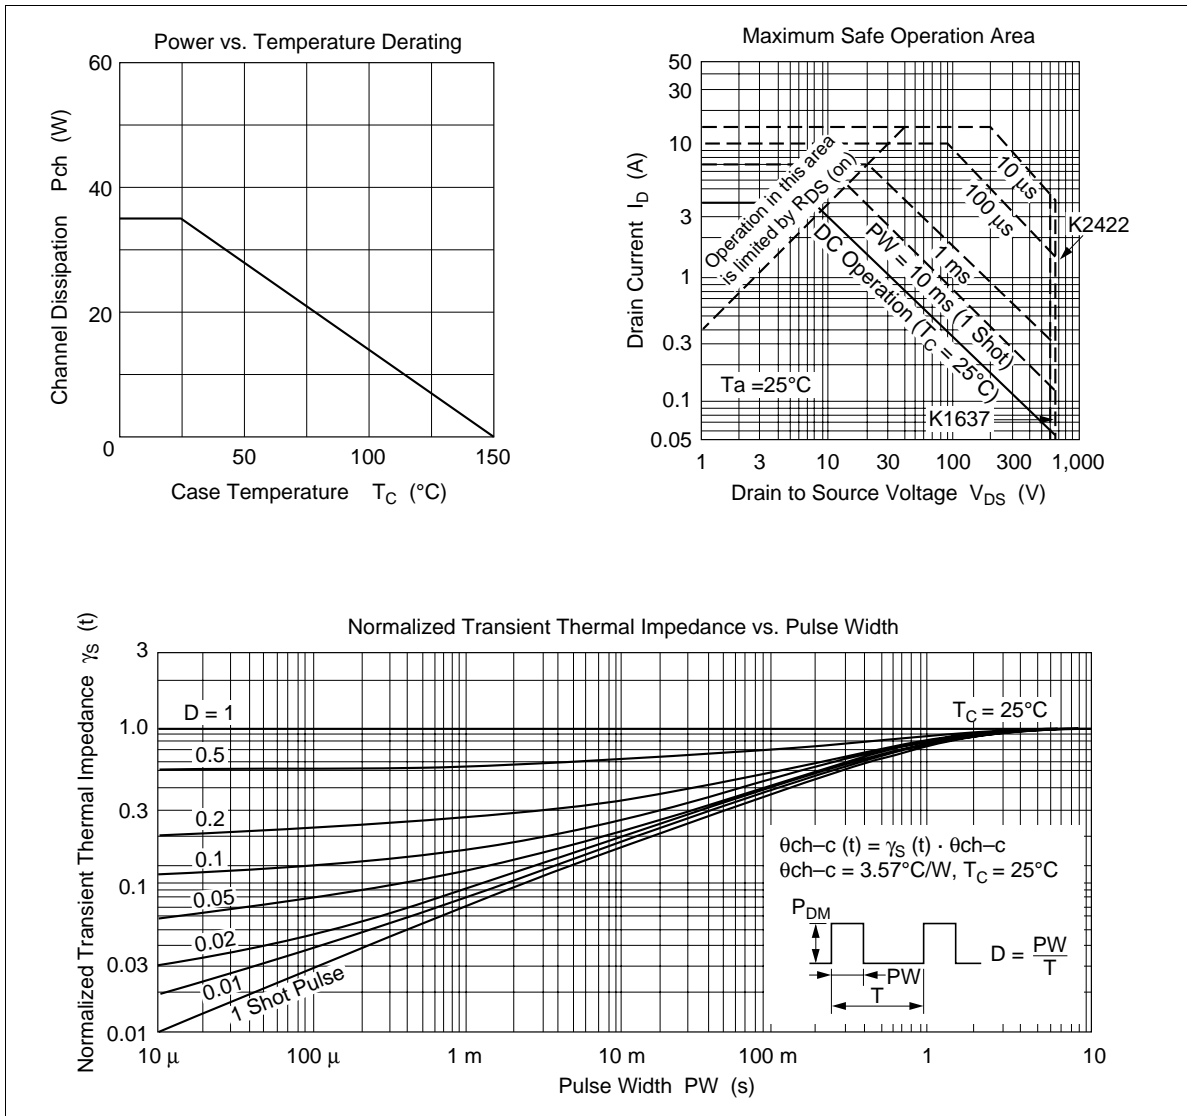 Power vs. Temperature Derating
Channel Dissipation Pch (W)
60
40
20
0
50
100
150
Case Temperature T_C (°C)
Maximum Safe Operation Area
Drain Current I_D (A)
50
30
10
3
1
0.3
0.1
0.05
Operation in this area
is limited by R_DS (on)
10 μs
100 μs
K2422
1 ms
PW = 10 ms (1 Shot)
DC Operation (T_C = 25°C)
Ta =25°C
K1637
1
3
10
30
100
300
1,000
Drain to Source Voltage V_DS (V)
Normalized Transient Thermal Impedance vs. Pulse Width
Normalized Transient Thermal Impedance γ_S (t)
3
1.0
0.3
0.1
0.03
0.01
D = 1
0.5
0.2
0.1
0.05
0.02
0.01
1 Shot Pulse
T_C = 25°C
θch–c (t) = γ_S (t) · θch–c
θch–c = 3.57°C/W, T_C = 25°C
P_DM
PW
T
D = PW/T
10 μ
100 μ
1 m
10 m
100 m
1
10
Pulse Width PW (s)